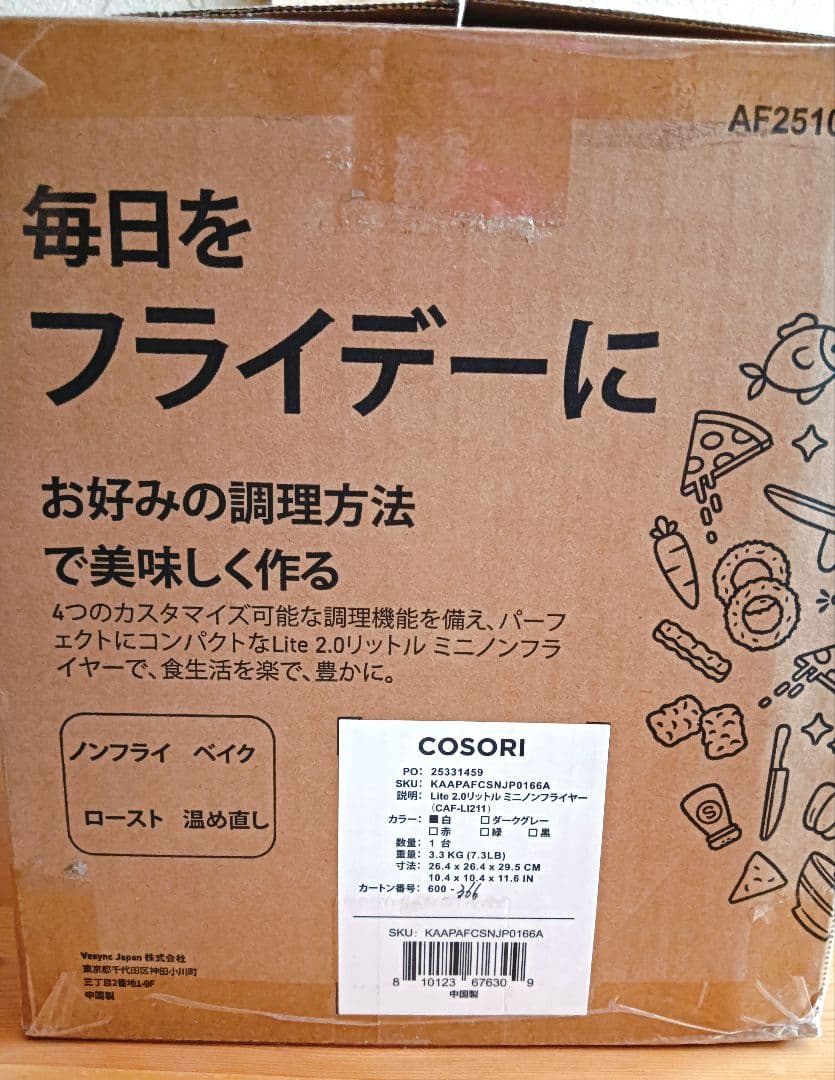 AF2510
毎日を
フライデーに
お好みの調理方法
で美味しく作る
4つのカスタマイズ可能な調理機能を備え、パーフ
ェクトにコンパクトなLite 2.0リットル ミニノンフラ
イヤーで、食生活を楽で、豊かに。
ノンフライ ベイク
ロースト 温め直し
COSORI
PO: 25331459
SKU: KAAPAFCSNJP0166A
説明: Lite 2.0リットル ミニノンフライヤー
(CAF-LI211)
カラー: ■白 □ダークグレー
□赤 □緑 □黒
数量: 1 台
重量: 3.3 KG (7.3LB)
寸法: 26.4 x 26.4 x 29.5 CM
10.4 x 10.4 x 11.6 IN
カートン番号: 600 - 366
SKU: KAAPAFCSNJP0166A
8 10123 67630 9
中国製
Vesync Japan 株式会社
東京都千代田区神田小川町
三丁目2番地1-9F
中国製
S